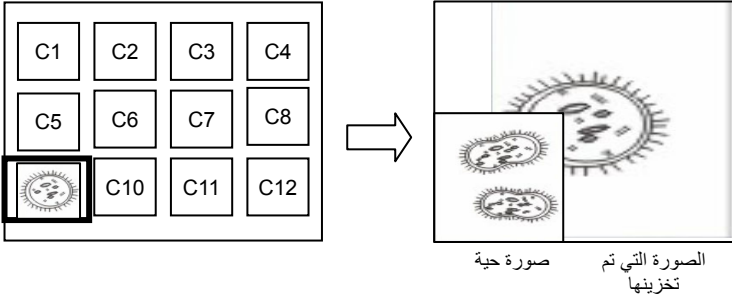 C1 C2 C3 C4
C5 C6 C7 C8
C10 C11 C12
الصورة التي تم
تخزينها
صورة حية